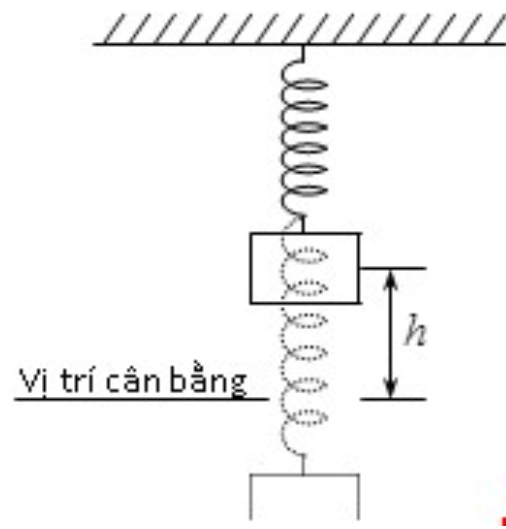 h
Vị trí cân bằng